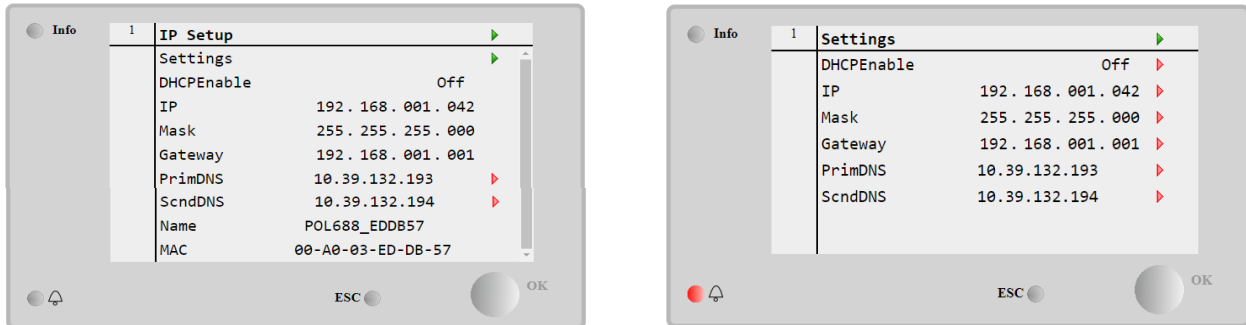 Info
1 IP Setup
Settings
DHCPEnable Off
IP 192.168.001.042
Mask 255.255.255.000
Gateway 192.168.001.001
PrimDNS 10.39.132.193
ScndDNS 10.39.132.194
Name POL688_EDDB57
MAC 00-A0-03-ED-DB-57
ESC
OK
Info
1 Settings
DHCPEnable Off
IP 192.168.001.042
Mask 255.255.255.000
Gateway 192.168.001.001
PrimDNS 10.39.132.193
ScndDNS 10.39.132.194
ESC
OK